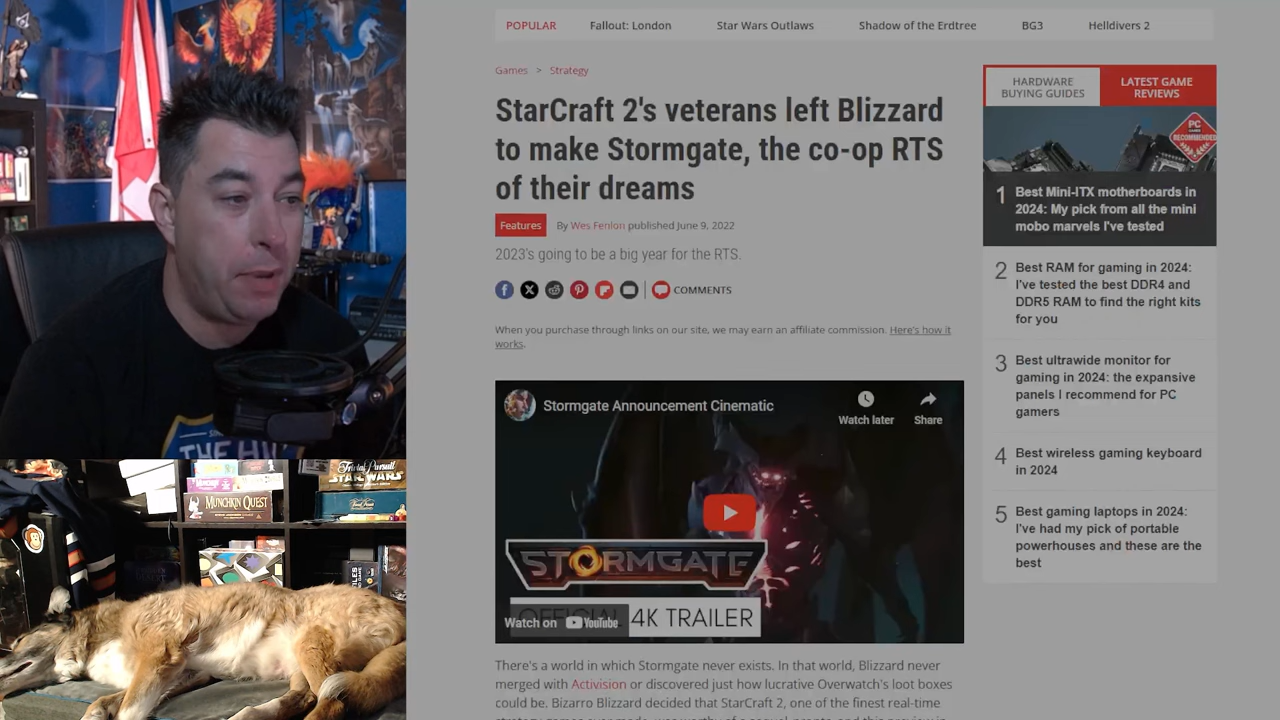 POPULAR Fallout: London Star Wars Outlaws Shadow of the Erdtree BG3 Helldivers 2
Games > Strategy
StarCraft 2's veterans left Blizzard
to make Stormgate, the co-op RTS
of their dreams
Features By Wes Fenlon published June 9, 2022
2023's going to be a big year for the RTS.
COMMENTS
When you purchase through links on our site, we may earn an affiliate commission. Here's how it
works.
Stormgate Announcement Cinematic
Watch later
Share
STORMGATE
OFFICIAL 4K TRAILER
Watch on YouTube
There's a world in which Stormgate never exists. In that world, Blizzard never
merged with Activision or discovered just how lucrative Overwatch's loot boxes
could be. Bizarro Blizzard decided that StarCraft 2, one of the finest real-time
HARDWARE
BUYING GUIDES
LATEST GAME
REVIEWS
PC
GAMER
RECOMMENDED
1 Best Mini-ITX motherboards in
2024: My pick from all the mini
mobo marvels I've tested
2 Best RAM for gaming in 2024:
I've tested the best DDR4 and
DDR5 RAM to find the right kits
for you
3 Best ultrawide monitor for
gaming in 2024: the expansive
panels I recommend for PC
gamers
4 Best wireless gaming keyboard
in 2024
5 Best gaming laptops in 2024:
I've had my pick of portable
powerhouses and these are the
best
THE HIV
Trivial Pursuit
STAR WARS
MUNCHKIN QUEST